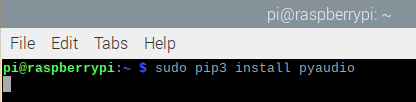 pi@raspberrypi: ~
File Edit Tabs Help
pi@raspberrypi:~ $ sudo pip3 install pyaudio